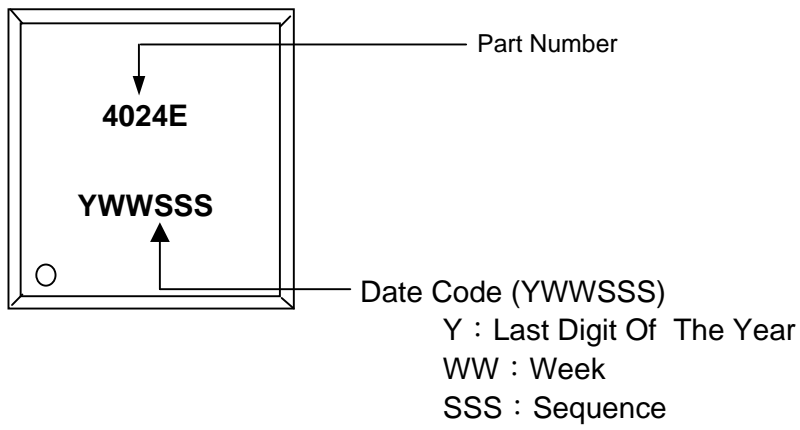 Part Number
4024E
YWWSSS
Date Code (YWWSSS)
Y：Last Digit Of The Year
WW：Week
SSS：Sequence